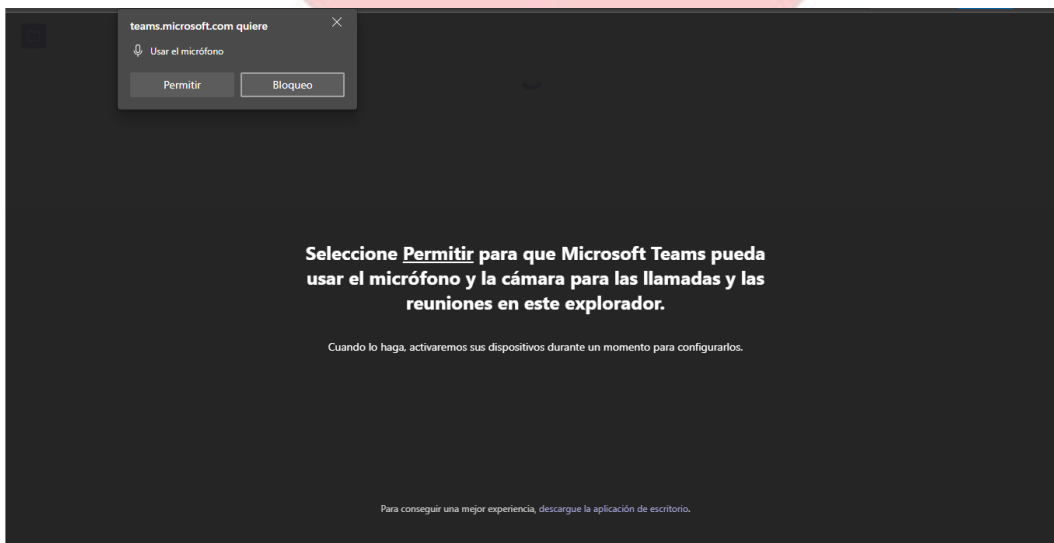 teams.microsoft.com quiere
Usar el micrófono
Permitir
Bloqueo
Seleccione Permitir para que Microsoft Teams pueda
usar el micrófono y la cámara para las llamadas y las
reuniones en este explorador.
Cuando lo haga, activaremos sus dispositivos durante un momento para configurarlos.
Para conseguir una mejor experiencia, descargue la aplicación de escritorio.